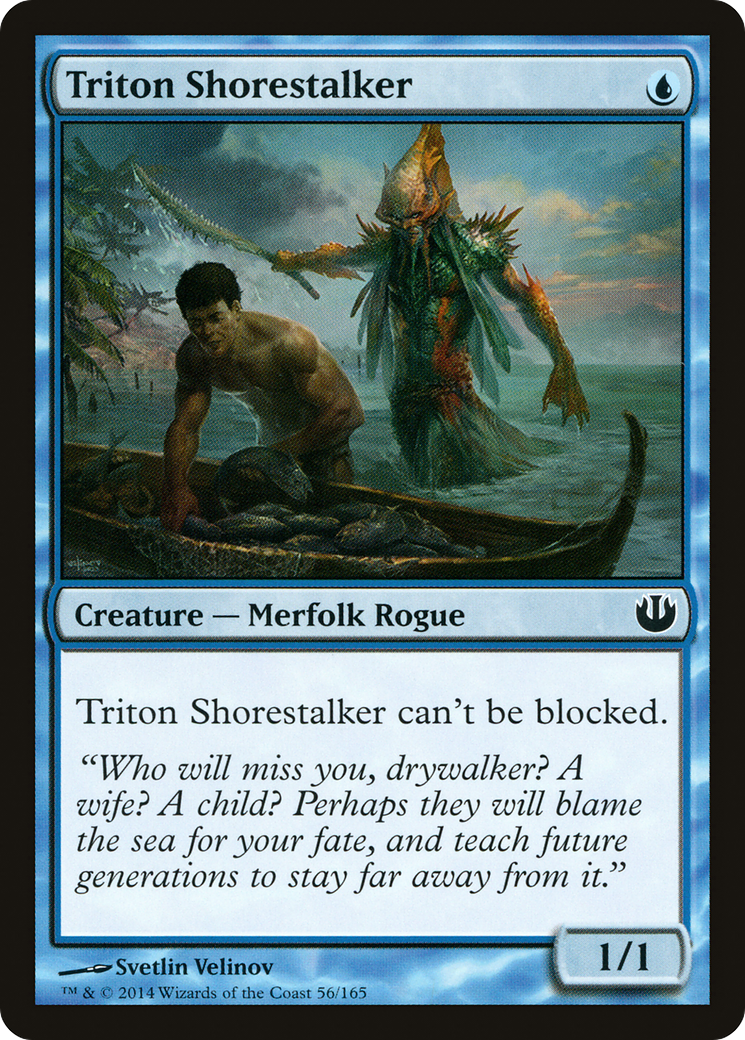 Triton Shorestalker
Creature — Merfolk Rogue
Triton Shorestalker can't be blocked.
“Who will miss you, drywalker? A
wife? A child? Perhaps they will blame
the sea for your fate, and teach future
generations to stay far away from it.”
1/1
Svetlin Velinov
™ & © 2014 Wizards of the Coast 56/165